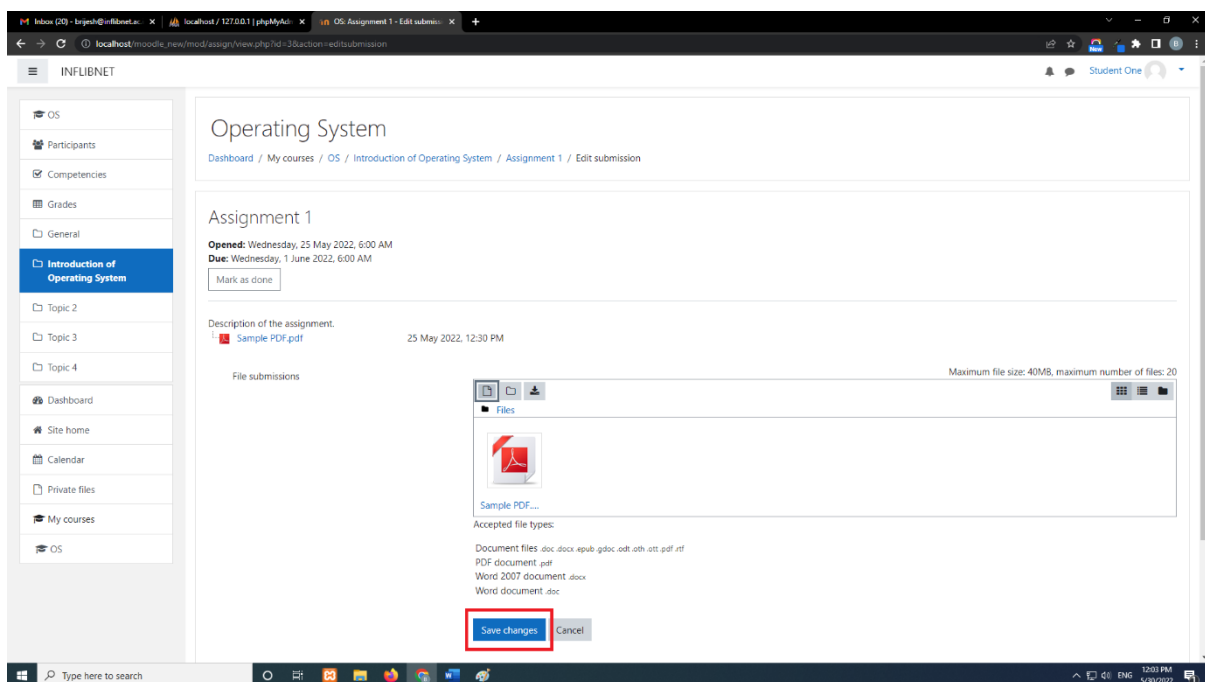 Inbox (20) - brijesh@inflibnet.ac.
localhost / 127.0.0.1 | phpMyAdm
OS: Assignment 1 - Edit submiss
localhost/moodle_new/mod/assign/view.php?id=3&action=editsubmission
New
INFLIBNET
Student One
OS
Participants
Competencies
Grades
General
Introduction of
Operating System
Topic 2
Topic 3
Topic 4
Dashboard
Site home
Calendar
Private files
My courses
OS
Operating System
Dashboard / My courses / OS / Introduction of Operating System / Assignment 1 / Edit submission
Assignment 1
Opened: Wednesday, 25 May 2022, 6:00 AM
Due: Wednesday, 1 June 2022, 6:00 AM
Mark as done
Description of the assignment.
Sample PDF.pdf 25 May 2022, 12:30 PM
File submissions
Maximum file size: 40MB, maximum number of files: 20
Files
Sample PDF....
Accepted file types:
Document files .doc .docx .epub .gdoc .odt .oth .ott .pdf .rtf
PDF document .pdf
Word 2007 document .docx
Word document .doc
Save changes Cancel
Type here to search
ENG
12:03 PM
5/30/2022